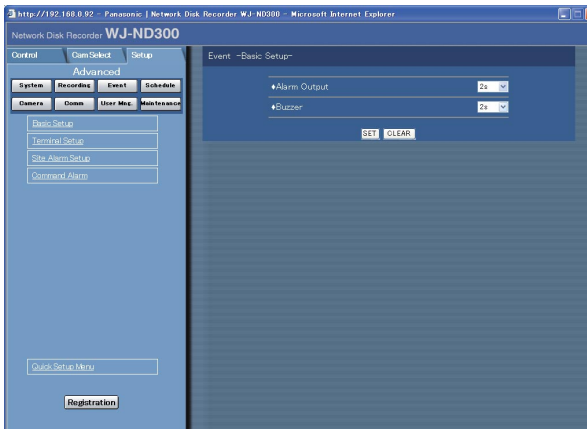 http://192.168.0.92 - Panasonic | Network Disk Recorder WJ-ND300 - Microsoft Internet Explorer
Network Disk Recorder WJ-ND300
Control Cam Select Setup
Advanced
System Recording Event Schedule
Camera Comm User Mng. Maintenance
Basic Setup
Terminal Setup
Site Alarm Setup
Command Alarm
Quick Setup Menu
Registration
Event -Basic Setup-
♦Alarm Output 2s
♦Buzzer 2s
SET CLEAR